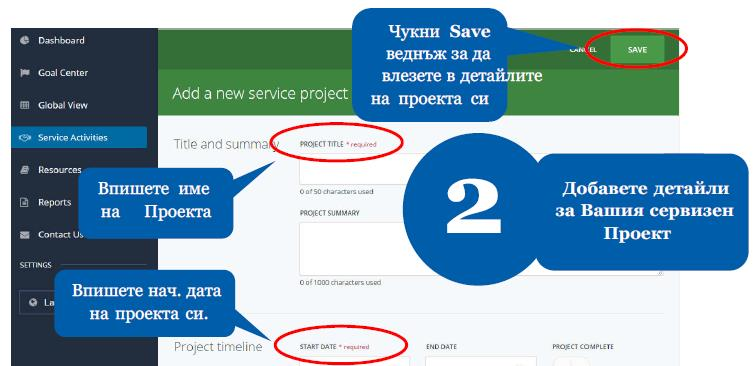 Dashboard
Goal Center
Global View
Service Activities
Resources
Reports
Contact Us
SETTINGS
La
Чукни Save
веднъж за да
влезете в детайлите
на проекта си
SAVE
Add a new service project
Title and summary
PROJECT TITLE * required
0 of 50 characters used
PROJECT SUMMARY
0 of 1000 characters used
Впишете име
на Проекта
2
Добавете детайли
за Вашия сервизен
Проект
Впишете нач. дата
на проекта си.
Project timeline
START DATE * required
END DATE
PROJECT COMPLETE